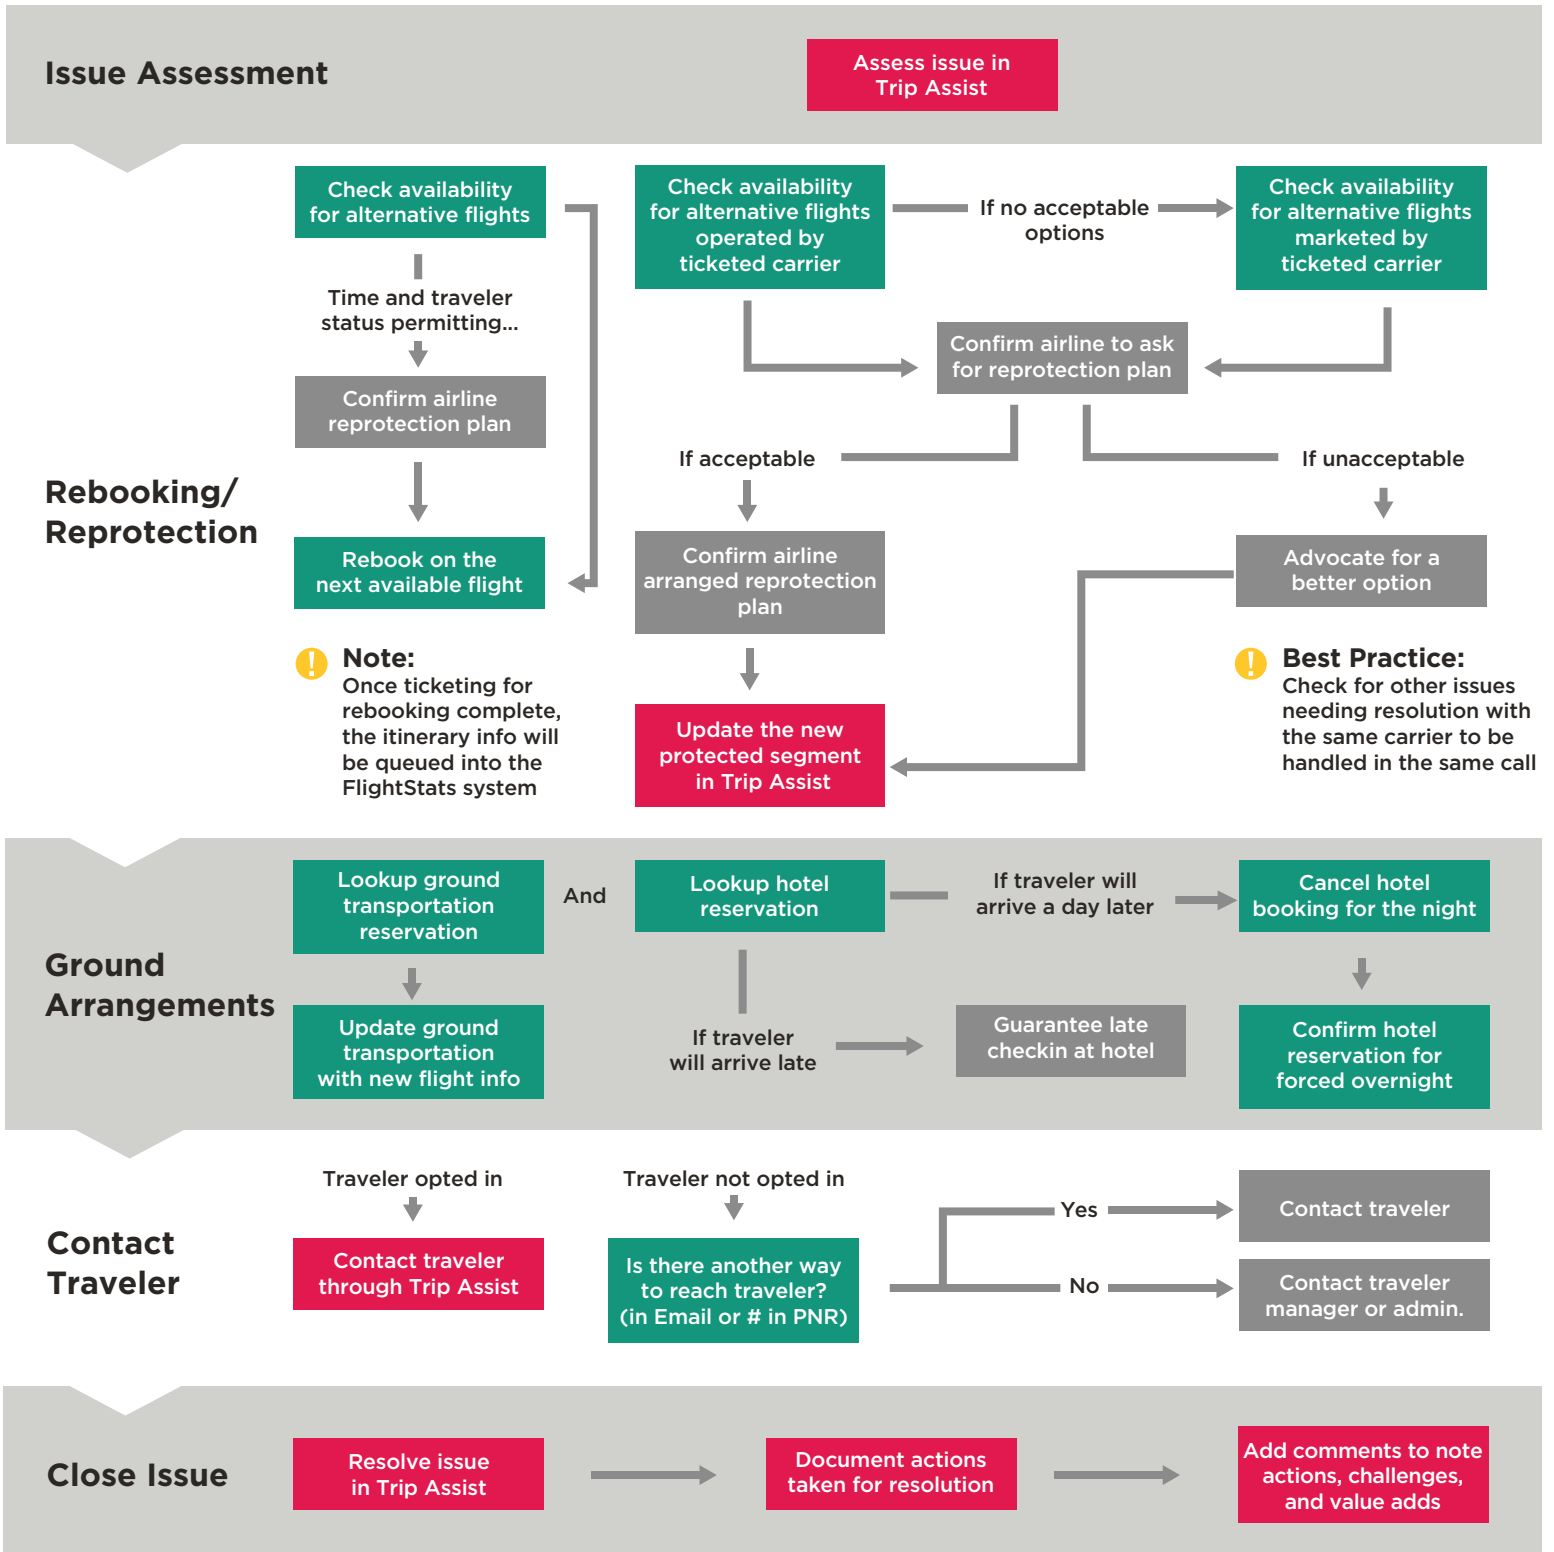 Issue Assessment
Assess issue in
Trip Assist
Rebooking/
Reprotection
Check availability
for alternative flights
Time and traveler
status permitting...
Confirm airline
reprotection plan
Rebook on the
next available flight
Note:
Once ticketing for
rebooking complete,
the itinerary info will
be queued into the
FlightStats system
Check availability
for alternative flights
operated by
ticketed carrier
If no acceptable
options
Check availability
for alternative flights
marketed by
ticketed carrier
Confirm airline to ask
for reprotection plan
If acceptable
If unacceptable
Confirm airline
arranged reprotection
plan
Advocate for a
better option
Update the new
protected segment
in Trip Assist
Best Practice:
Check for other issues
needing resolution with
the same carrier to be
handled in the same call
Ground
Arrangements
Lookup ground
transportation
reservation
And
Lookup hotel
reservation
If traveler will
arrive a day later
Cancel hotel
booking for the night
Update ground
transportation
with new flight info
If traveler
will arrive late
Guarantee late
checkin at hotel
Confirm hotel
reservation for
forced overnight
Contact
Traveler
Traveler opted in
Contact traveler
through Trip Assist
Traveler not opted in
Is there another way
to reach traveler?
(in Email or # in PNR)
Yes
Contact traveler
No
Contact traveler
manager or admin.
Close Issue
Resolve issue
in Trip Assist
Document actions
taken for resolution
Add comments to note
actions, challenges,
and value adds